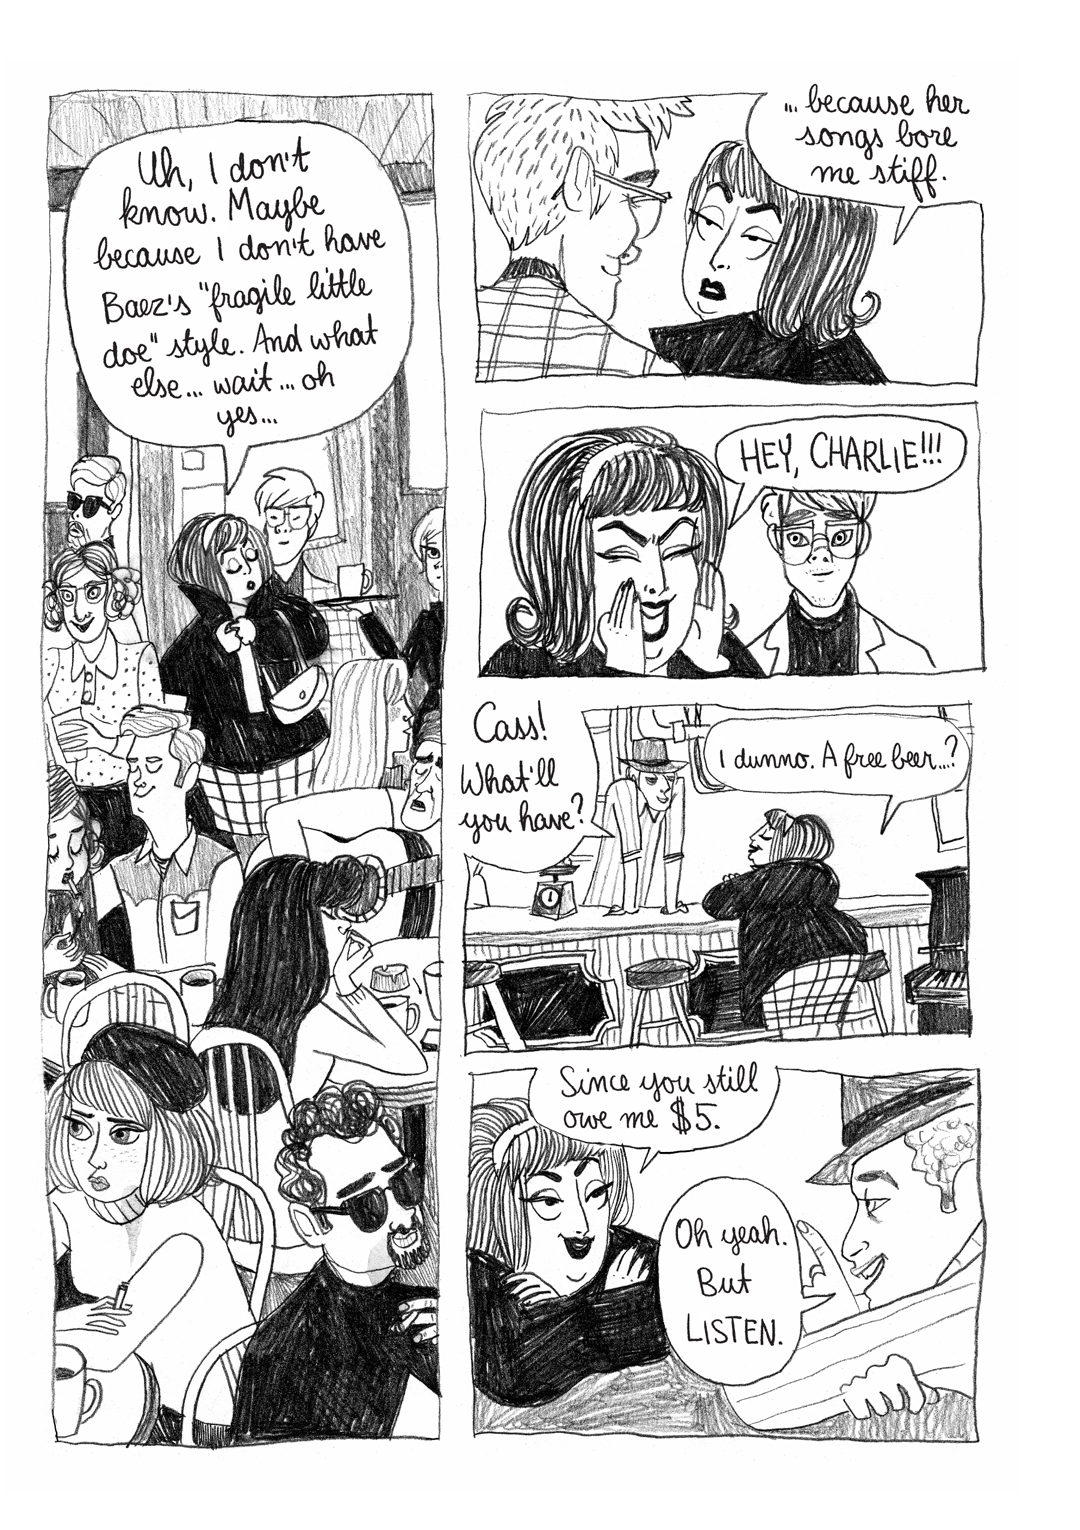 Uh, I don't
know. Maybe
because I don't have
Baez's "fragile little
doe" style. And what
else... wait... oh
yes...
... because her
songs bore
me stiff.
HEY, CHARLIE!!!
Cass!
What'll
you have?
I dunno. A free beer...?
Since you still
owe me $5.
Oh yeah.
But
LISTEN.